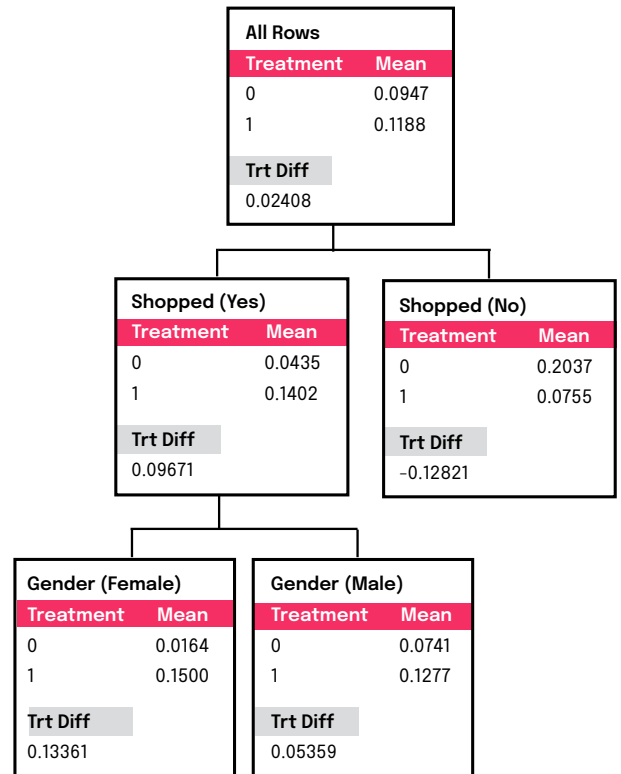 All Rows
Treatment Mean
0 0.0947
1 0.1188
Trt Diff
0.02408
Shopped (Yes)
Treatment Mean
0 0.0435
1 0.1402
Trt Diff
0.09671
Shopped (No)
Treatment Mean
0 0.2037
1 0.0755
Trt Diff
–0.12821
Gender (Female)
Treatment Mean
0 0.0164
1 0.1500
Trt Diff
0.13361
Gender (Male)
Treatment Mean
0 0.0741
1 0.1277
Trt Diff
0.05359